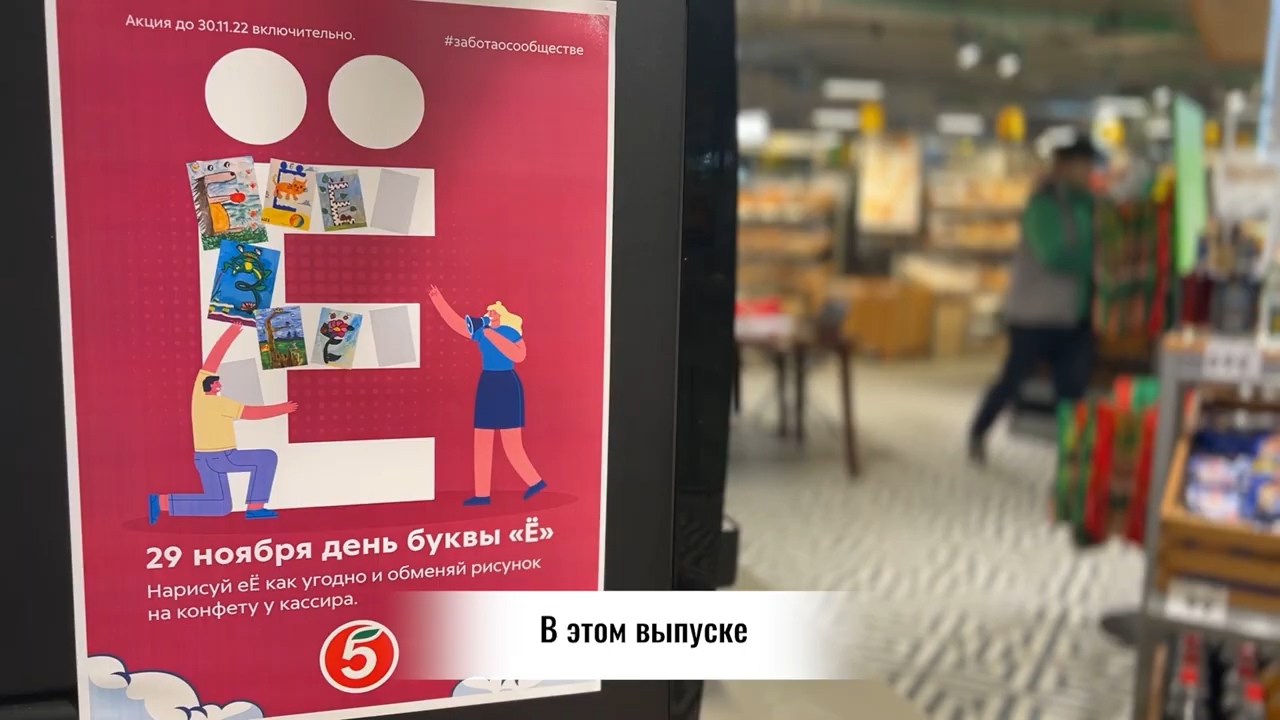 Акция до 30.11.22 включительно.
#заботаосообществе
Ё
29 ноября день буквы «Ё»
Нарисуй еЁ как угодно и обменяй рисунок
на конфету у кассира.
5
В этом выпуске